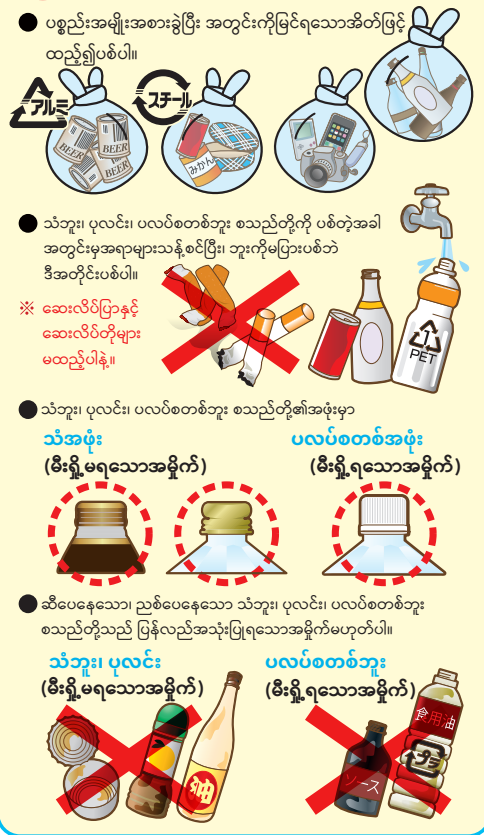 ● ပစ္စည်းအမျိုးအစားခွဲပြီး အတွင်းကိုမြင်ရသောအိတ်ဖြင့်
ထည့်၍ပစ်ပါ။
アルミ
スチール
BEER
BEER
BEER
みかん
● သံဘူး၊ ပုလင်း၊ ပလပ်စတစ်ဘူး စသည်တို့ကို ပစ်တဲ့အခါ
အတွင်းမှအရာများသန့်စင်ပြီး၊ ဘူးကိုမပြားပစ်ဘဲ
ဒီအတိုင်းပစ်ပါ။
※ ဆေးလိပ်ပြာနှင့်
ဆေးလိပ်တိုများ
မထည့်ပါနဲ့။
1
PET
● သံဘူး၊ ပုလင်း၊ ပလပ်စတစ်ဘူး စသည်တို့၏အဖုံးမှာ
သံအဖုံး
(မီးရှို့မရသောအမှိုက်)
ပလပ်စတစ်အဖုံး
(မီးရှို့ရသောအမှိုက်)
● ဆီပေနေသော၊ ညစ်ပေနေသော သံဘူး၊ ပုလင်း၊ ပလပ်စတစ်ဘူး
စသည်တို့သည် ပြန်လည်အသုံးပြုရသောအမှိုက်မဟုတ်ပါ။
သံဘူး၊ ပုလင်း
(မီးရှို့မရသောအမှိုက်)
ပလပ်စတစ်ဘူး
(မီးရှို့ရသောအမှိုက်)
油
ソース
食用油
プラ